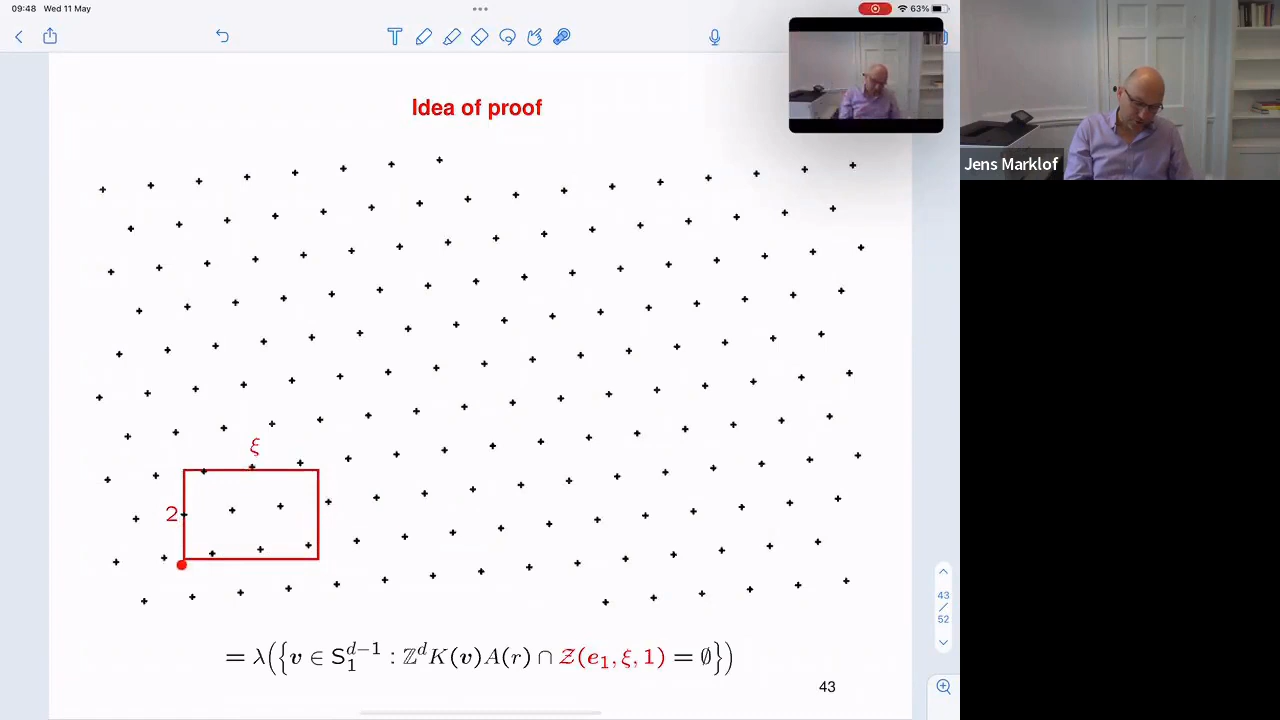 09:48 Wed 11 May
63%
Idea of proof
Jens Marklof
ξ
2
= λ({v ∈ S₁^{d−1} : ℤ^d K(v)A(r) ∩ 𝒵(e₁, ξ, 1) = ∅})
43
43
/
52